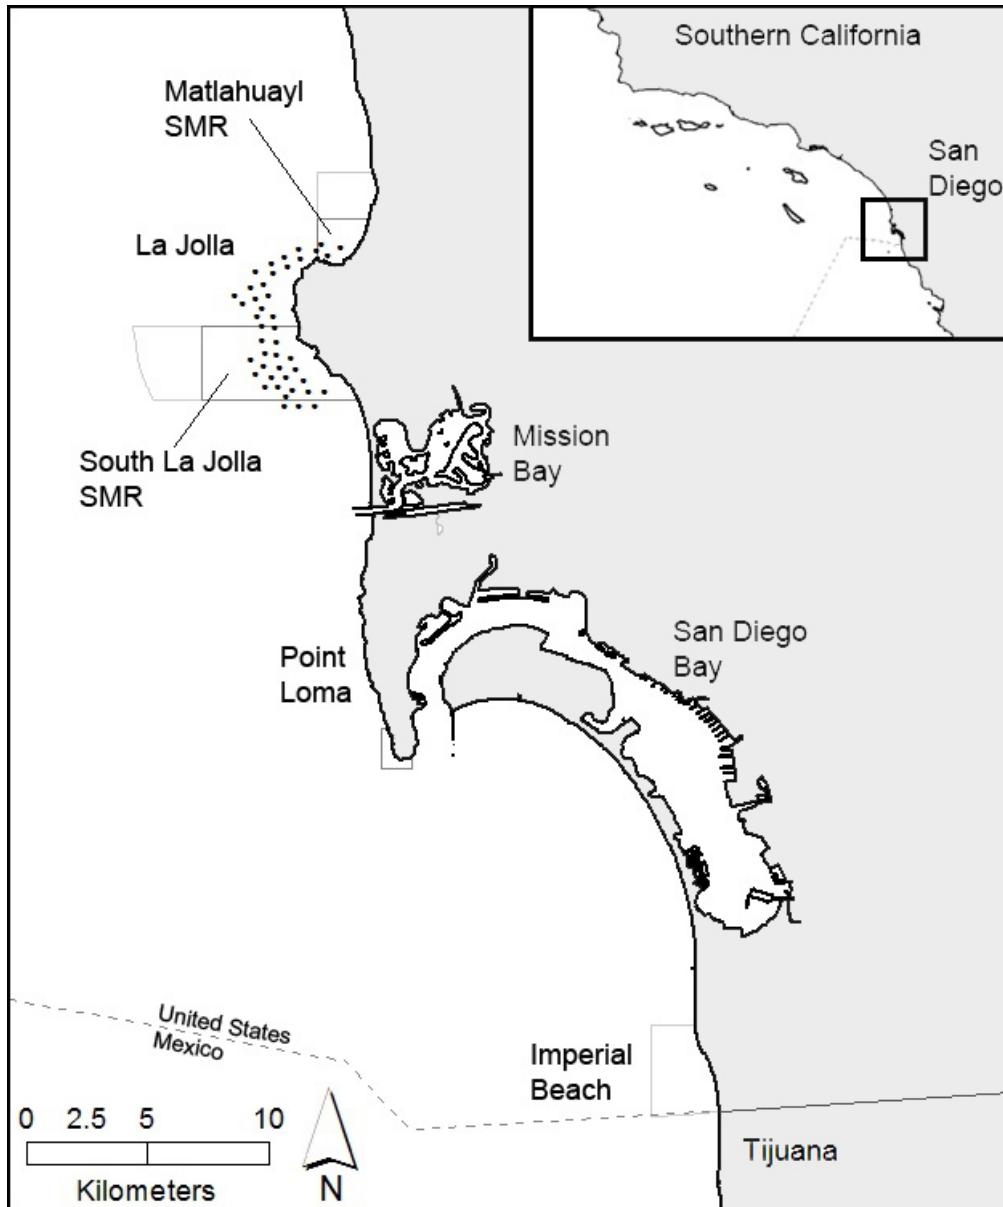 Southern California
San
Diego
Matlahuayl
SMR
La Jolla
South La Jolla
SMR
Mission
Bay
Point
Loma
San Diego
Bay
United States
Mexico
Imperial
Beach
Tijuana
0 2.5 5 10
Kilometers
N